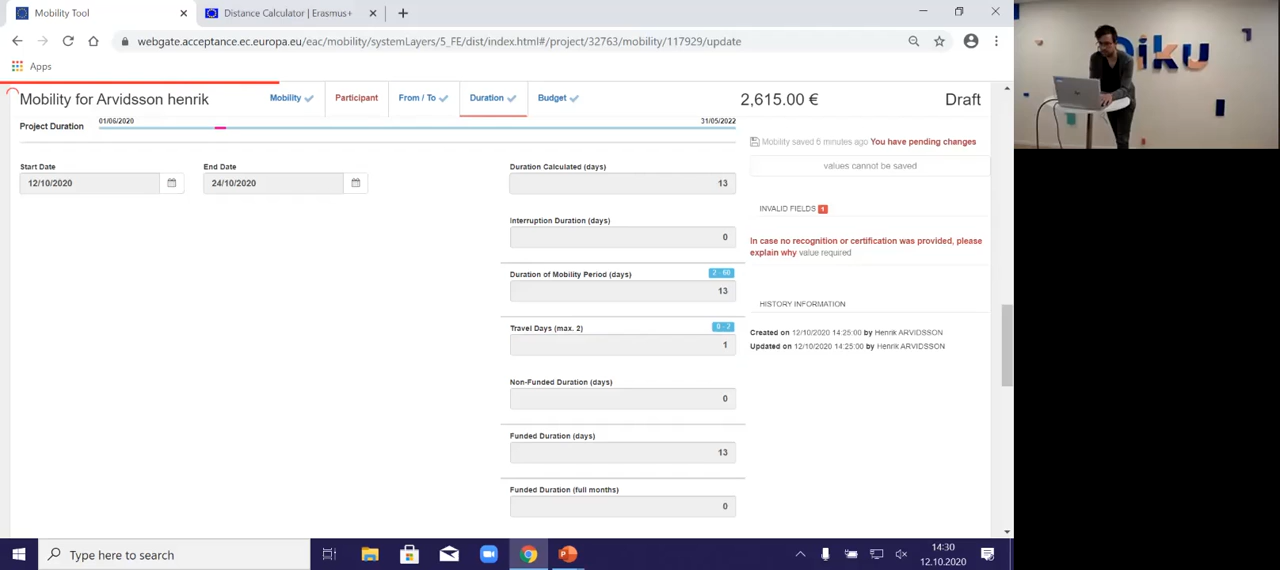 Mobility Tool
Distance Calculator | Erasmus+
webgate.acceptance.ec.europa.eu/eac/mobility/systemLayers/5_FE/dist/index.html#/project/32763/mobility/117929/update
Apps
Mobility for Arvidsson henrik
Mobility
Participant
From / To
Duration
Budget
2,615.00 €
Draft
Project Duration
01/06/2020
31/05/2022
Mobility saved 6 minutes ago You have pending changes
values cannot be saved
Start Date
End Date
12/10/2020
24/10/2020
Duration Calculated (days)
13
Interruption Duration (days)
0
Duration of Mobility Period (days)
2 - 60
13
Travel Days (max. 2)
0 - 2
1
Non-Funded Duration (days)
0
Funded Duration (days)
13
Funded Duration (full months)
0
INVALID FIELDS 1
In case no recognition or certification was provided, please
explain why value required
HISTORY INFORMATION
Created on 12/10/2020 14:25:00 by Henrik ARVIDSSON
Updated on 12/10/2020 14:25:00 by Henrik ARVIDSSON
Type here to search
14:30
12.10.2020